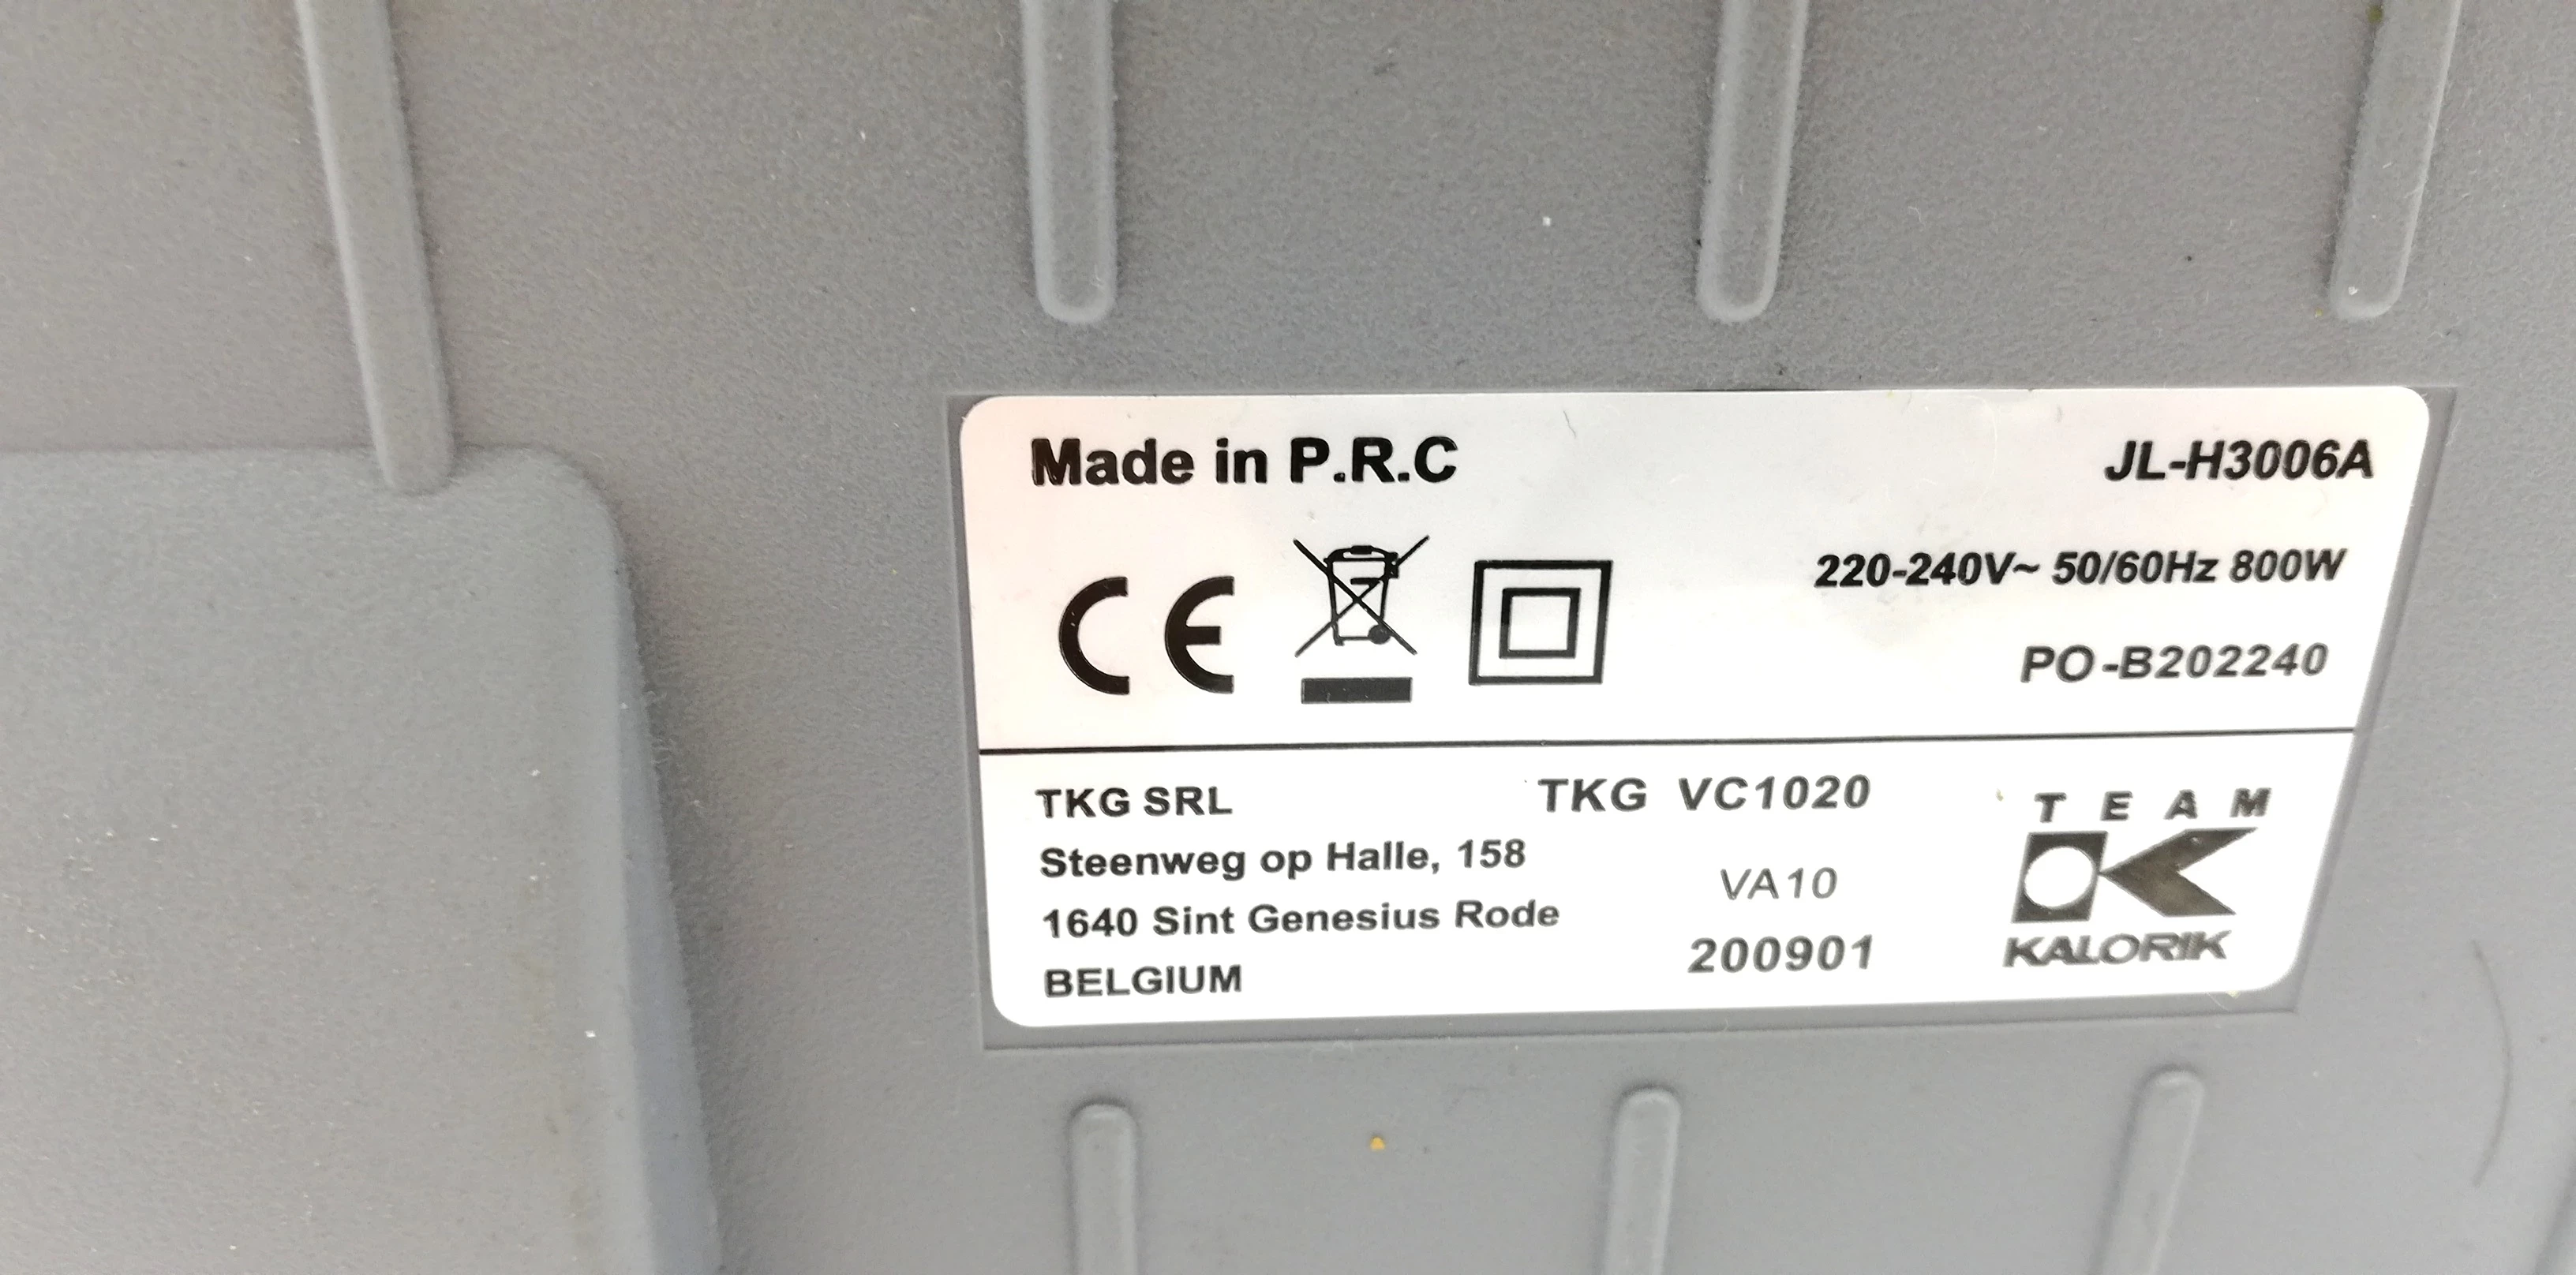 Made in P.R.C
JL-H3006A
CE
220-240V~ 50/60Hz 800W
PO-B202240
TKG SRL
Steenweg op Halle, 158
1640 Sint Genesius Rode
BELGIUM
TKG VC1020
VA10
200901
TEAM
K
KALORIK